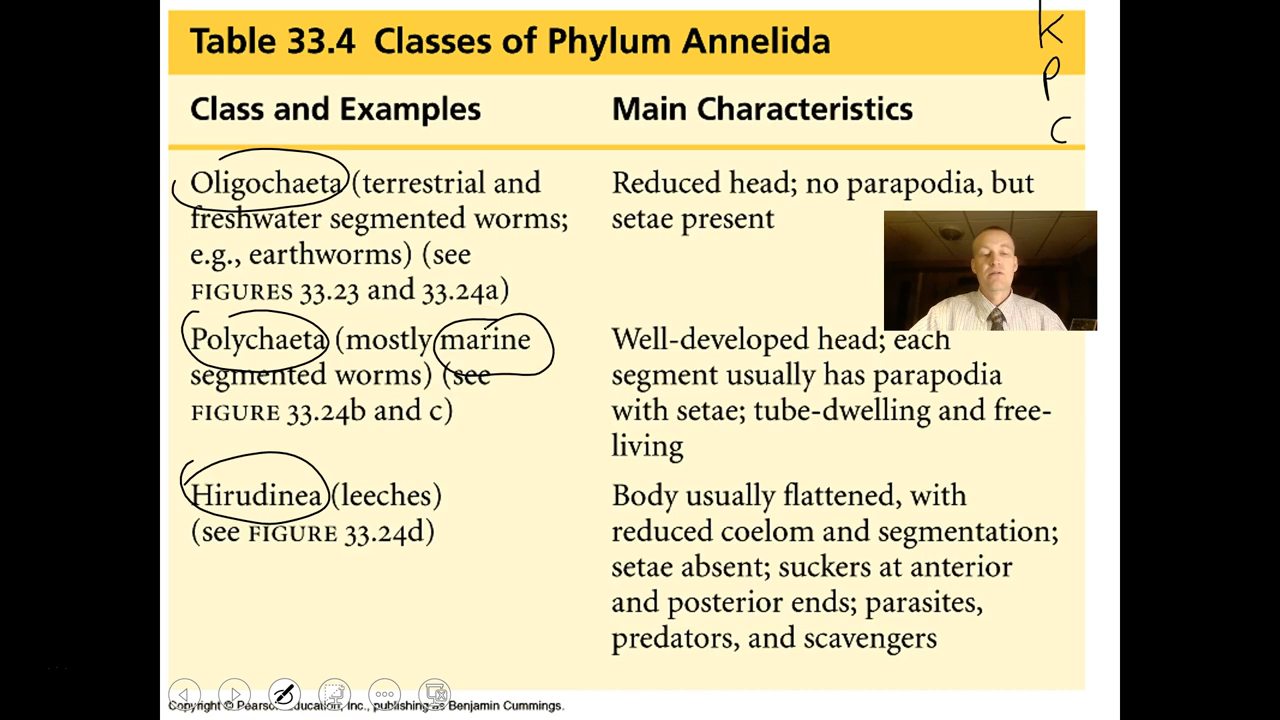 Table 33.4 Classes of Phylum Annelida
K
P
C
Class and Examples
Main Characteristics
Oligochaeta (terrestrial and
freshwater segmented worms;
e.g., earthworms) (see
FIGURES 33.23 and 33.24a)
Reduced head; no parapodia, but
setae present
Polychaeta (mostly marine
segmented worms) (see
FIGURE 33.24b and c)
Well-developed head; each
segment usually has parapodia
with setae; tube-dwelling and free-
living
Hirudinea (leeches)
(see FIGURE 33.24d)
Body usually flattened, with
reduced coelom and segmentation;
setae absent; suckers at anterior
and posterior ends; parasites,
predators, and scavengers
Copyright © Pearson Education, Inc., publishing as Benjamin Cummings.